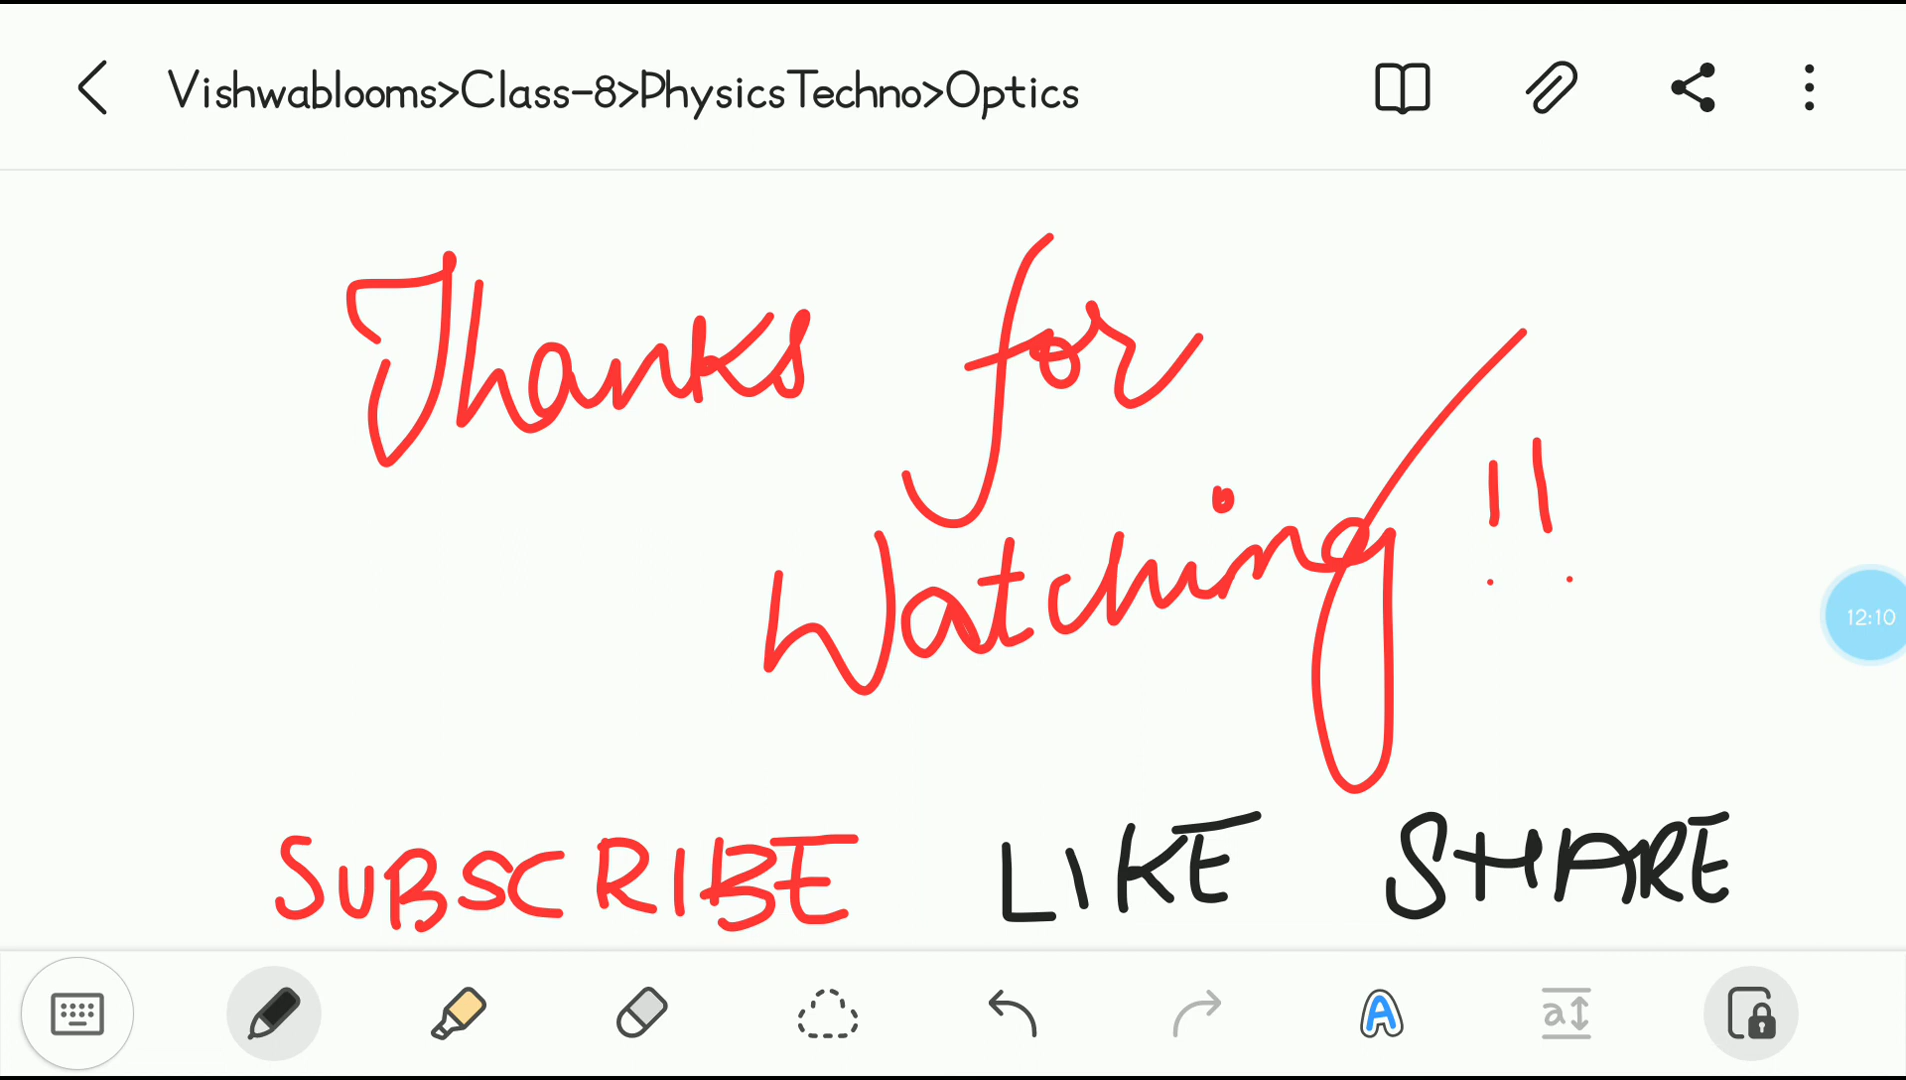 Vishwablooms>Class-8>PhysicsTechno>Optics
Thanks for
Watching!!
12:10
SUBSCRIBE LIKE SHARE
A
a